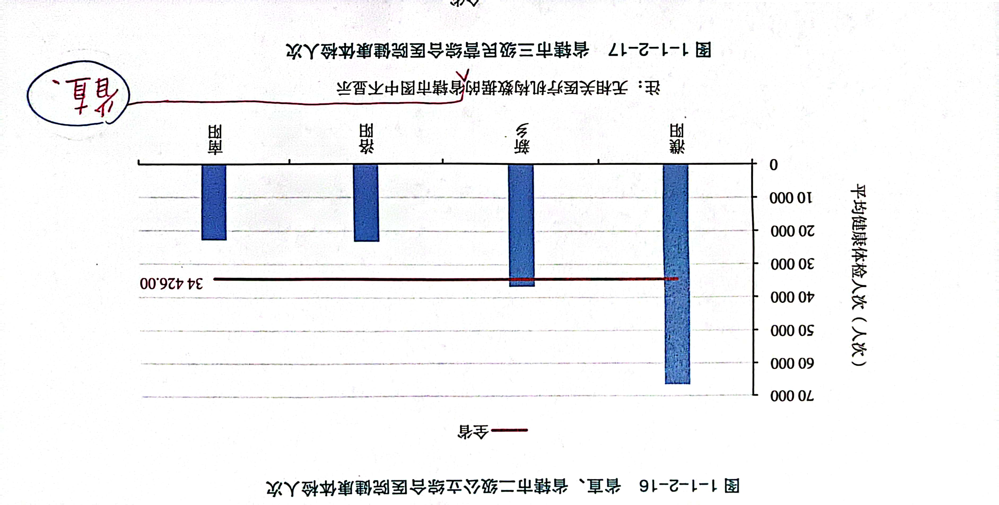 图 1-1-2-16 省直、省辖市二级公立综合医院健康体检人次
全省
平均健康体检人次（人次）
70 000
60 000
50 000
40 000
30 000
20 000
10 000
0
34 426.00
濮阳
新乡
洛阳
南阳
省直、
注：无相关医疗机构数据的省辖市图中不显示
图 1-1-2-17 省辖市三级民营综合医院健康体检人次